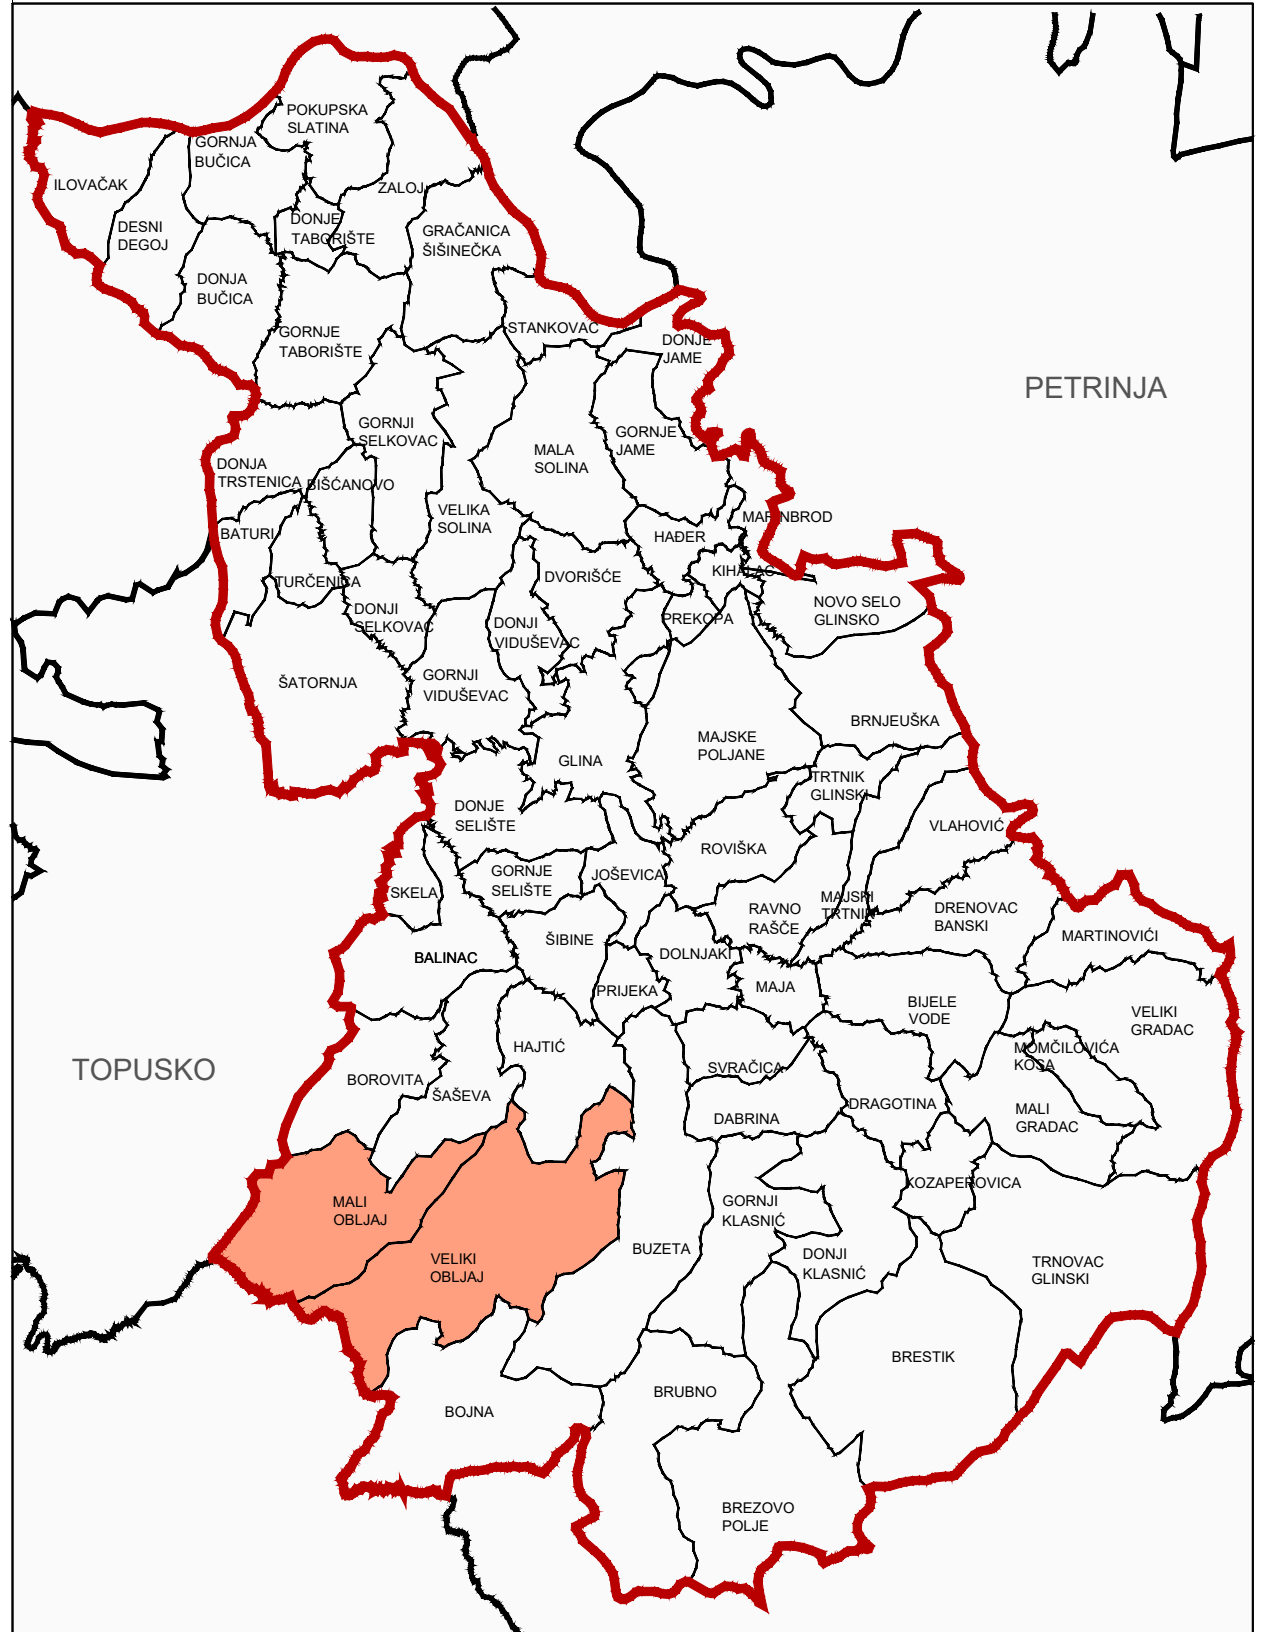 POKUPSKA
SLATINA
GORNJA
BUČICA
ILOVAČAK
ZALOJ
DESNI
DEGOJ
DONJE
TABORIŠTE
GRAČANICA
ŠIŠINEČKA
DONJA
BUČICA
GORNJE
TABORIŠTE
STANKOVAC
DONJE
JAME
PETRINJA
GORNJI
SELKOVAC
GORNJE
JAME
MALA
SOLINA
DONJA
TRSTENICA
BIŠĆANOVO
VELIKA
SOLINA
MARINBROD
BATURI
HAĐER
TURČENICA
DVORIŠĆE
KIHALAC
DONJI
SELKOVAC
DONJI
VIDUŠEVAC
PREKOPA
NOVO SELO
GLINSKO
ŠATORNJA
GORNJI
VIDUŠEVAC
BRNJEUŠKA
MAJSKE
POLJANE
GLINA
TRTNIK
GLINSKI
DONJE
SELIŠTE
VLAHOVIĆ
ROVIŠKA
GORNJE
SELIŠTE
JOŠEVICA
SKELA
MAJSKI
TRTNIK
RAVNO
RAŠČE
DRENOVAC
BANSKI
ŠIBINE
MARTINOVIĆI
BALINAC
DOLNJAKI
PRIJEKA
MAJA
BIJELE
VODE
VELIKI
GRADAC
HAJTIĆ
MOMČILOVIĆA
KOSA
TOPUSKO
SVRAČICA
BOROVITA
ŠAŠEVA
DRAGOTINA
MALI
GRADAC
DABRINA
KOZAPEROVICA
MALI
OBLJAJ
GORNJI
KLASNIĆ
BUZETA
VELIKI
OBLJAJ
DONJI
KLASNIĆ
TRNOVAC
GLINSKI
BRESTIK
BRUBNO
BOJNA
BREZOVO
POLJE